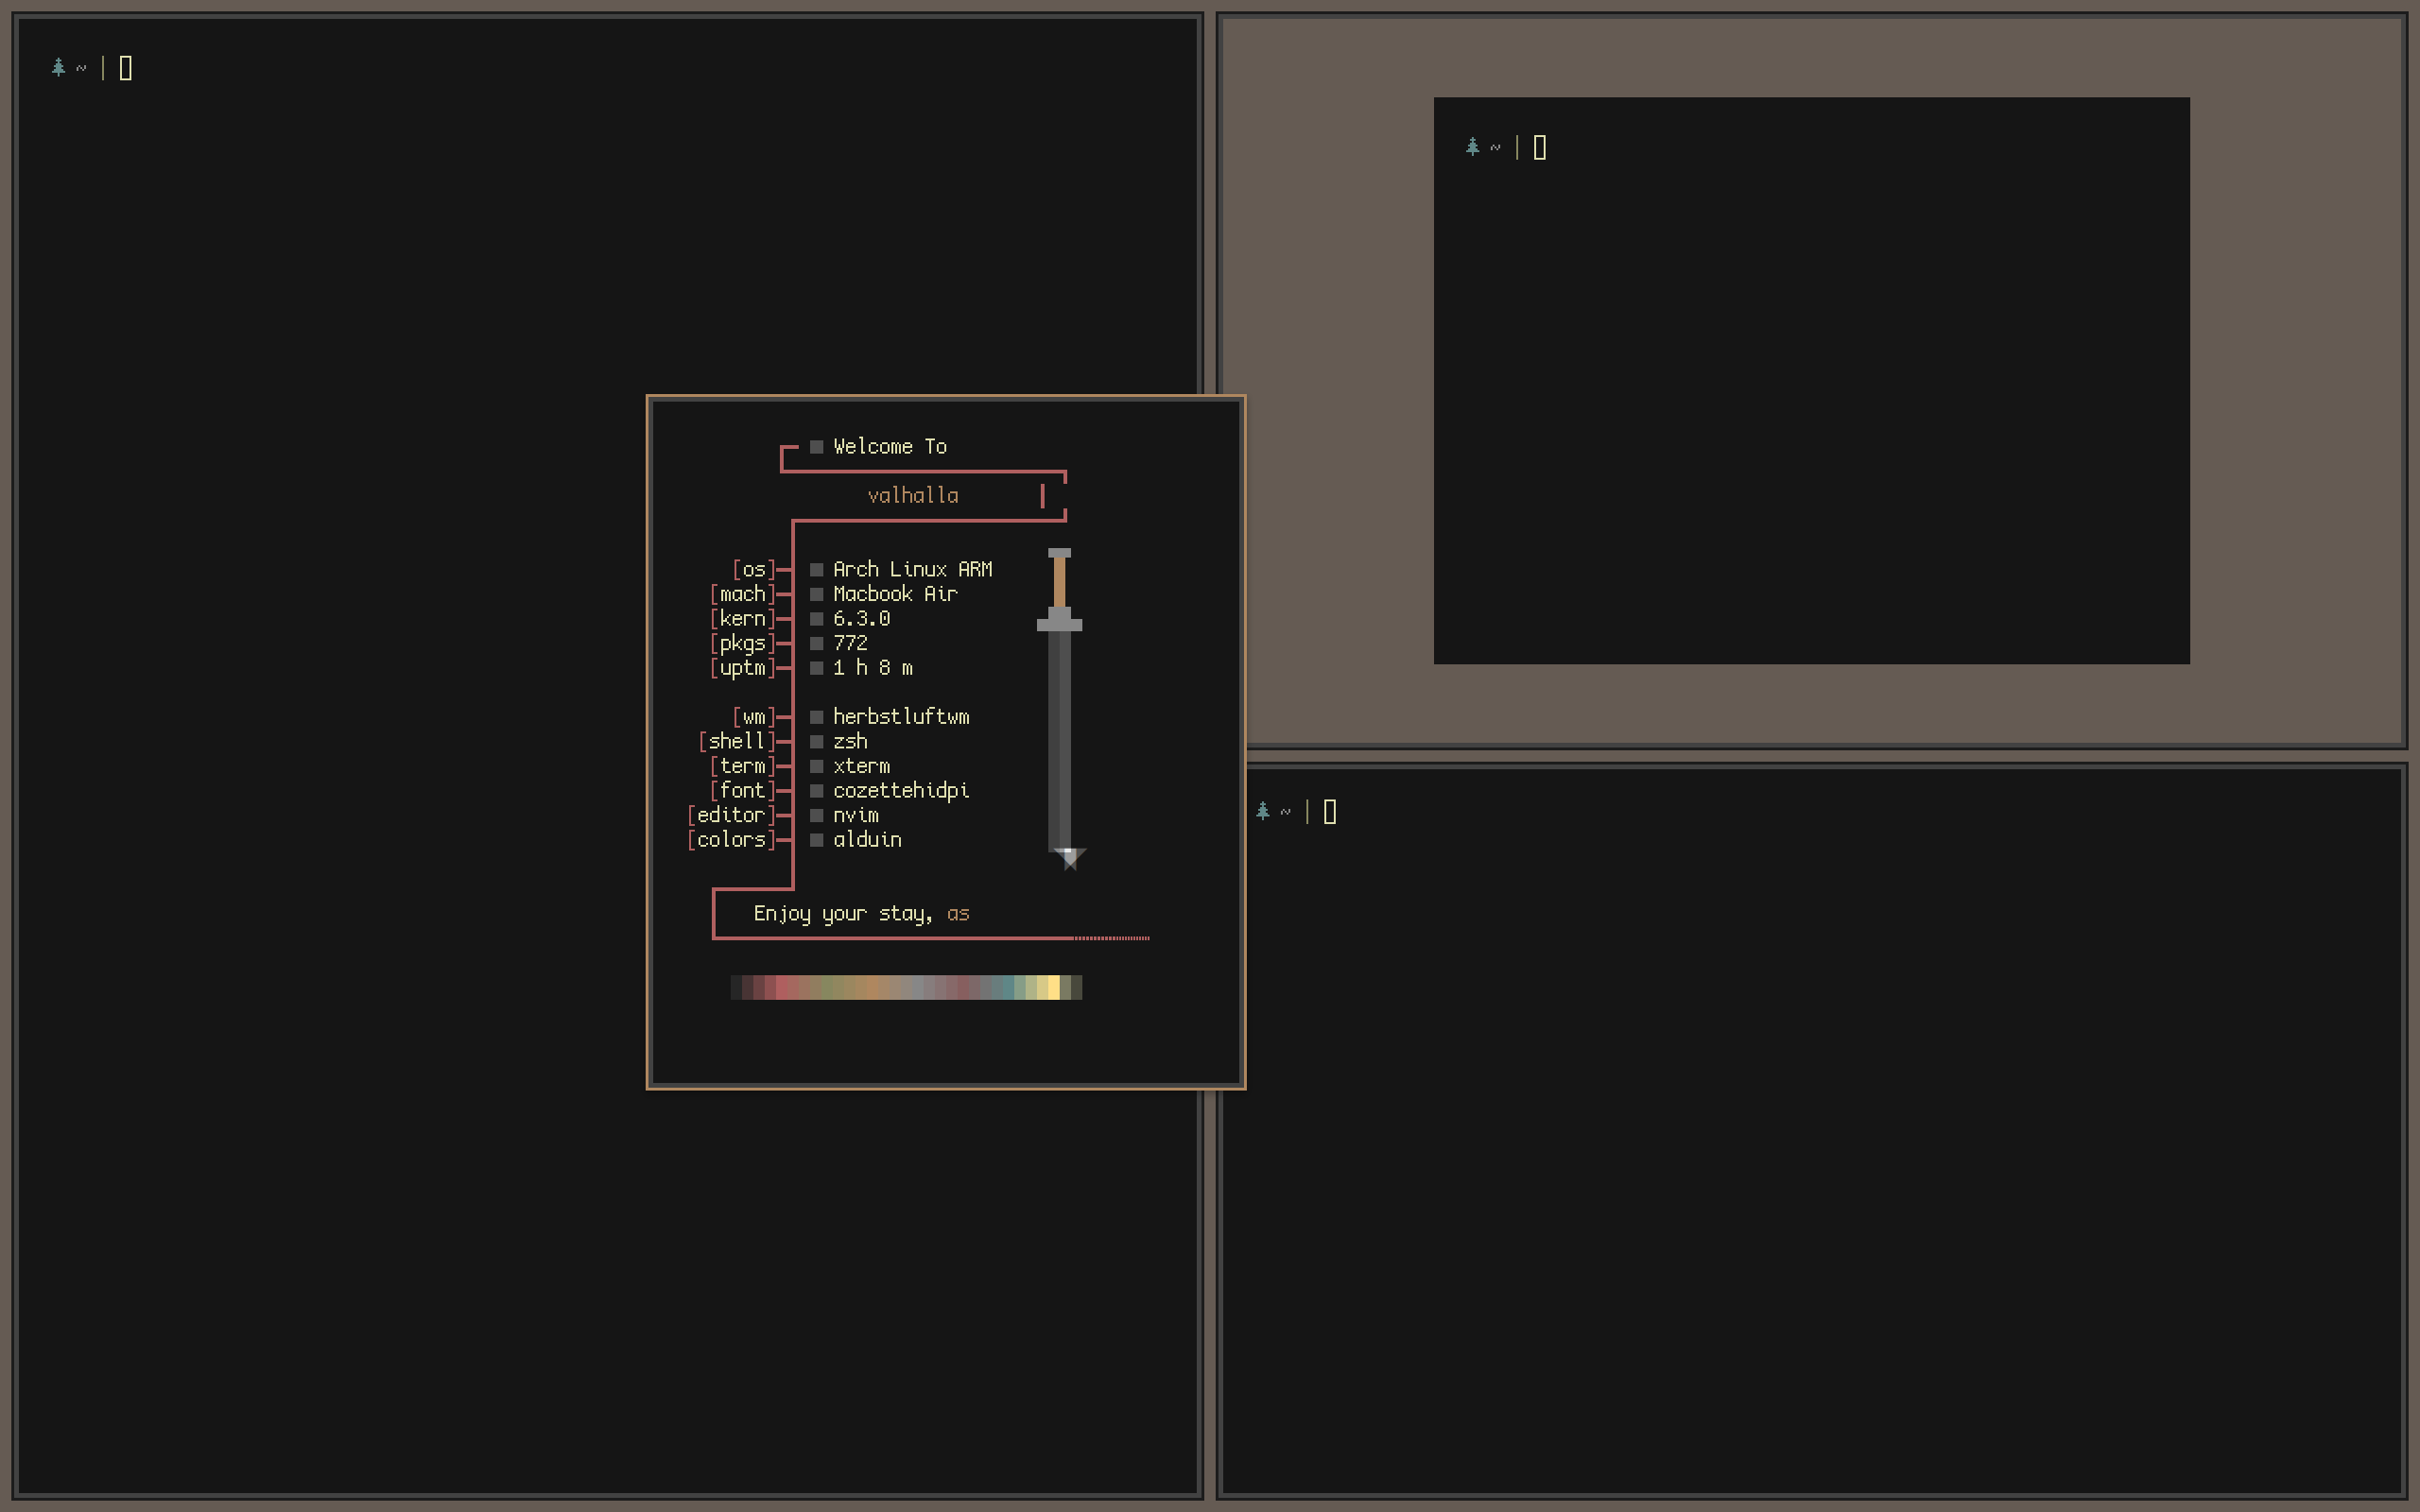 ~ |
~ |
Welcome To
valhalla
[os] Arch Linux ARM
[mach] Macbook Air
[kern] 6.3.0
[pkgs] 772
[uptm] 1 h 8 m
[wm] herbstluftwm
[shell] zsh
[term] xterm
[font] cozettehidpi
[editor] nvim
[colors] alduin
Enjoy your stay, as
~ |